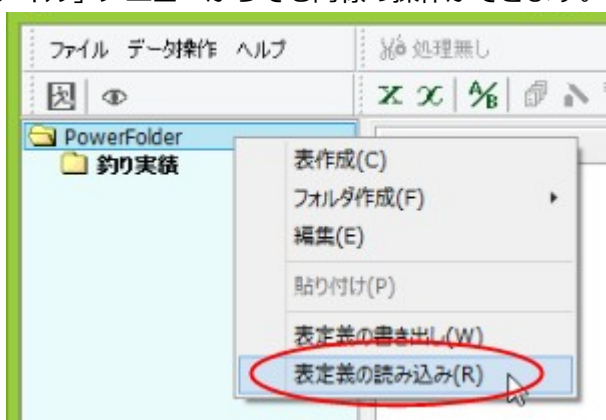 ファイル データ操作 ヘルプ 処理無し
PowerFolder
釣り実績
表作成(C)
フォルダ作成(F)
編集(E)
貼り付け(P)
表定義の書き出し(W)
表定義の読み込み(R)